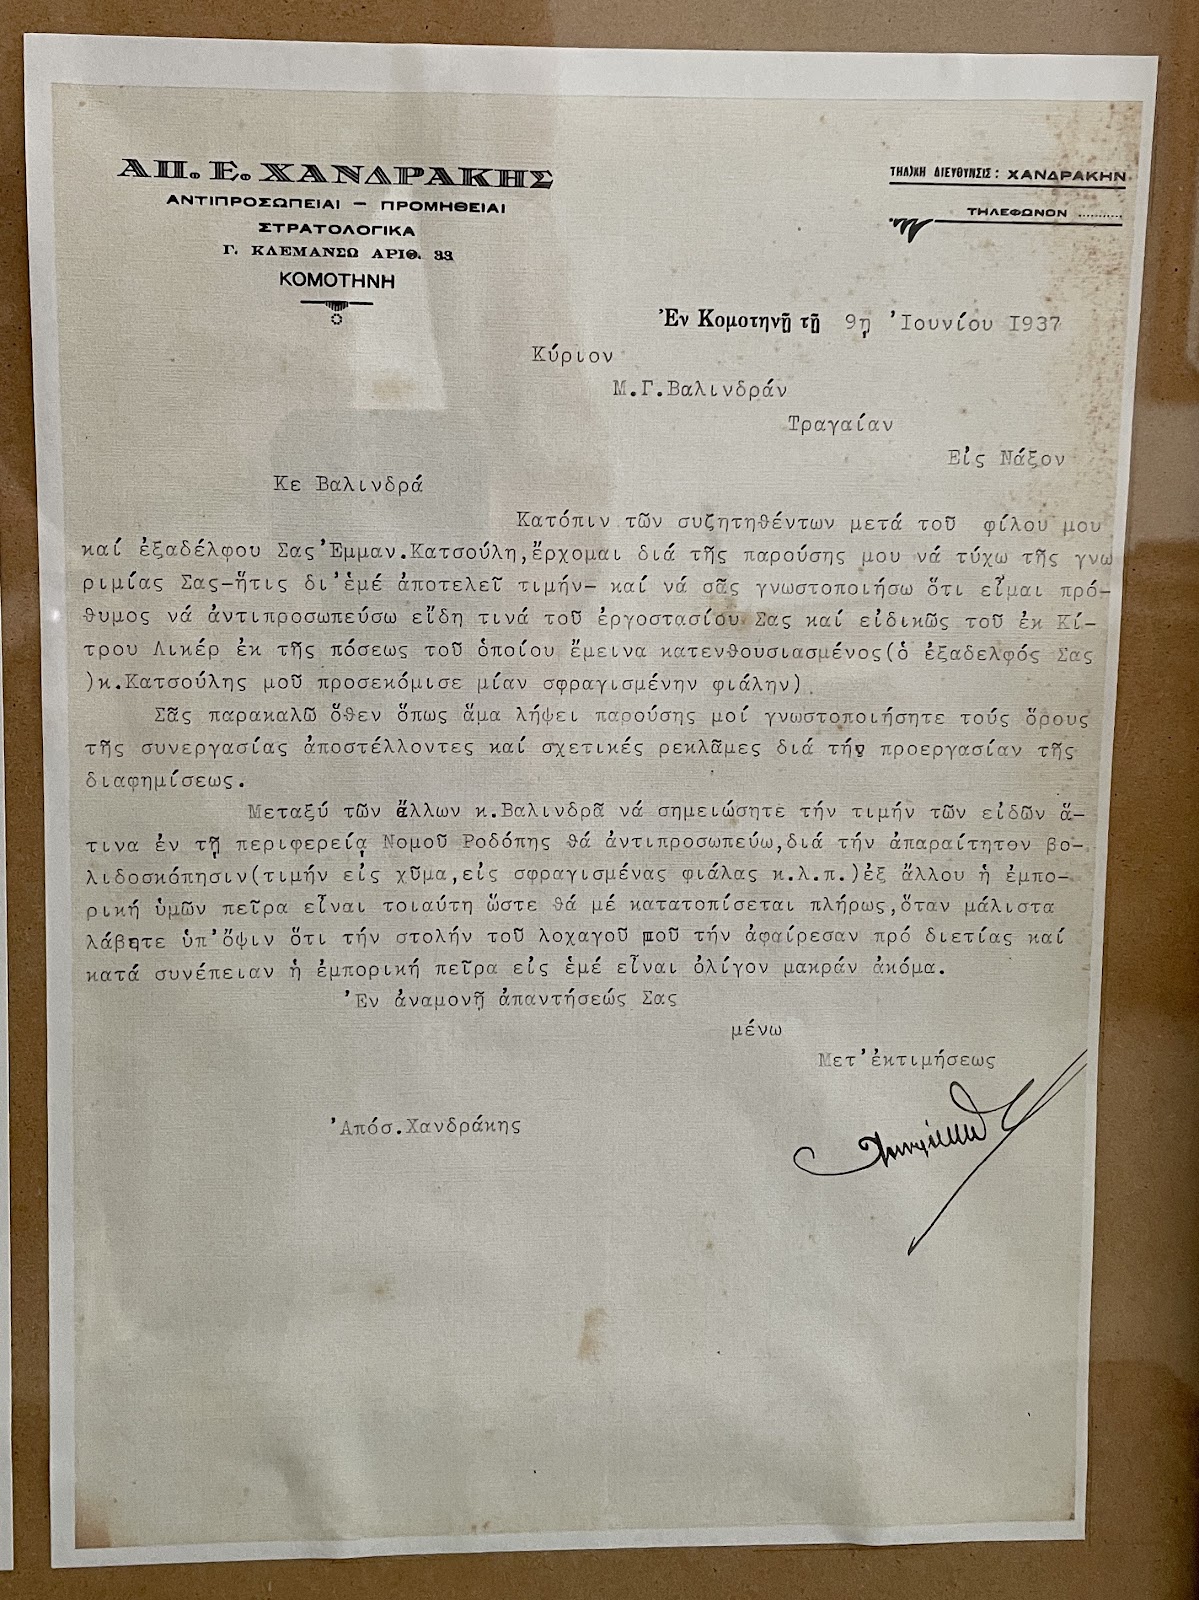 ΑΠ. Ε. ΧΑΝΔΡΑΚΗΣ
ΑΝΤΙΠΡΟΣΩΠΕΙΑΙ — ΠΡΟΜΗΘΕΙΑΙ
ΣΤΡΑΤΟΛΟΓΙΚΑ
Γ. ΚΛΕΜΑΝΣΩ ΑΡΙΘ. 33
ΚΟΜΟΤΗΝΗ
ΤΗΛ)ΚΗ ΔΙΕΥΘΥΝΣΙΣ: ΧΑΝΔΡΑΚΗΝ
ΤΗΛΕΦΩΝΟΝ ...........
Ἐν Κομοτηνῇ τῇ 9ῃ Ἰουνίου 1937
Κύριον
Μ.Γ.Βαλινδράν
Τραγαίαν
Εἰς Νάξον
Κε Βαλινδρά
Κατόπιν τῶν συζητηθέντων μετά τοῦ φίλου μου
καί ἐξαδέλφου Σας Ἐμμαν.Κατσούλη,ἔρχομαι διά τῆς παρούσης μου νά τύχω τῆς γνω
ριμίας Σας-ἥτις δι'ἐμέ ἀποτελεῖ τιμήν- καί νά σᾶς γνωστοποιήσω ὅτι εἶμαι πρό-
θυμος νά ἀντιπροσωπεύσω εἴδη τινά τοῦ ἐργοστασίου Σας καί εἰδικῶς τοῦ ἐκ Κί-
τρου Λικέρ ἐκ τῆς πόσεως τοῦ ὁποίου ἔμεινα κατενθουσιασμένος(ὁ ἐξαδελφός Σας
)κ.Κατσούλης μοῦ προσεκόμισε μίαν σφραγισμένην φιάλην).
Σᾶς παρακαλῶ ὅθεν ὅπως ἅμα λήψει παρούσης μοί γνωστοποιήσητε τούς ὅρους
τῆς συνεργασίας ἀποστέλλοντες καί σχετικές ρεκλᾶμες διά τήν προεργασίαν τῆς
διαφημίσεως.
Μεταξύ τῶν ἄλλων κ.Βαλινδρᾶ νά σημειώσητε τήν τιμήν τῶν εἰδῶν ἅ-
τινα ἐν τῇ περιφερείᾳ Νομοῦ Ροδόπης θά ἀντιπροσωπεύω,διά τήν ἀπαραίτητον βο-
λιδοσκόπησιν(τιμήν εἰς χῦμα,εἰς σφραγισμένας φιάλας κ.λ.π.)ἐξ ἄλλου ἡ ἐμπο-
ρική ὑμῶν πεῖρα εἶναι τοιαύτη ὥστε θά μέ κατατοπίσεται πλήρως,ὅταν μάλιστα
λάβητε ὑπ'ὄψιν ὅτι τήν στολήν τοῦ λοχαγοῦ μοῦ τήν ἀφαίρεσαν πρό διετίας καί
κατά συνέπειαν ἡ ἐμπορική πεῖρα εἰς ἐμέ εἶναι ὀλίγον μακράν ἀκόμα.
Ἐν ἀναμονῇ ἀπαντήσεώς Σας
μένω
Μετ'ἐκτιμήσεως
Ἀπόσ.Χανδράκης